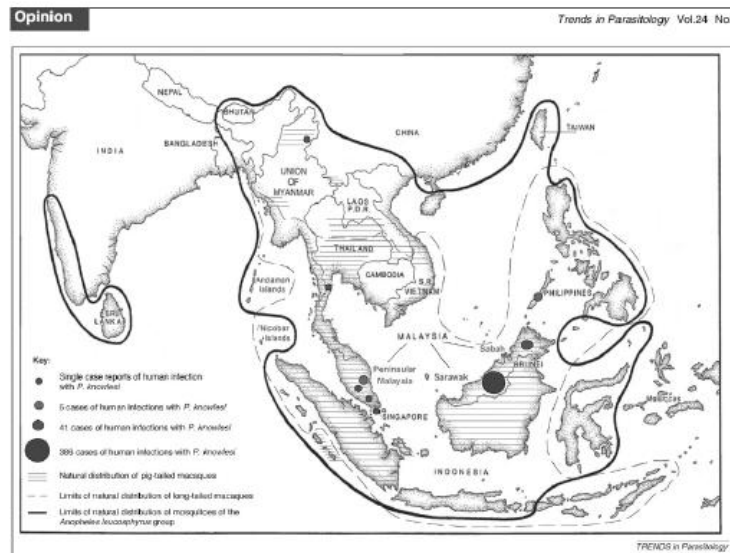 Opinion
Trends in Parasitology Vol.24 No
NEPAL
BHUTAN
CHINA
TAIWAN
INDIA
BANGLADESH
UNION
OF
MYANMAR
LAOS
P.D.R.
THILAND
CAMBODIA
S.R.
VIETNAM
Andaman
Islands
PHILIPPINES
SRI
LANKA
Nicobar
Islands
MALAYSIA
Sabah
BRUNEI
Peninsular
Malaysia
Sarawak
SINGAPORE
Moluccas
INDONESIA
Key:
Single case reports of human infection
with P. knowlesi
5 cases of human infections with P. knowlesi
41 cases of human infections with P. knowlesi
cases of human infections with P. knowlesi
Natural distribution of pig-tailed macaques
Limits of natural distribution of long-tailed macaques
Limits of natural distribution of mosquitoes of the
Anopheles leucosphyrus group
TRENDS in Parasitology